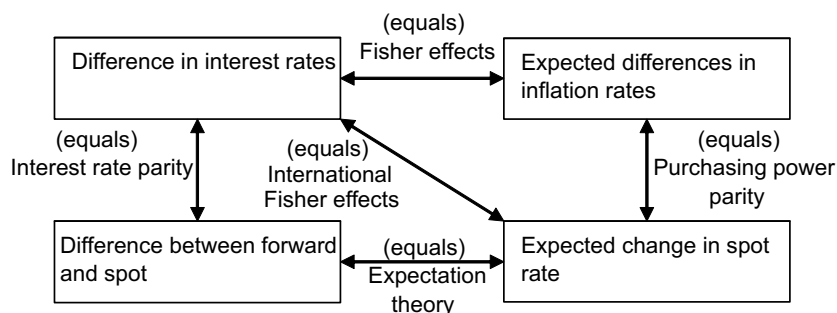 (equals)
Fisher effects
Difference in interest rates
Expected differences in
inflation rates
(equals)
Interest rate parity
(equals)
International
Fisher effects
(equals)
Purchasing power
parity
Difference between forward
and spot
(equals)
Expectation
theory
Expected change in spot
rate